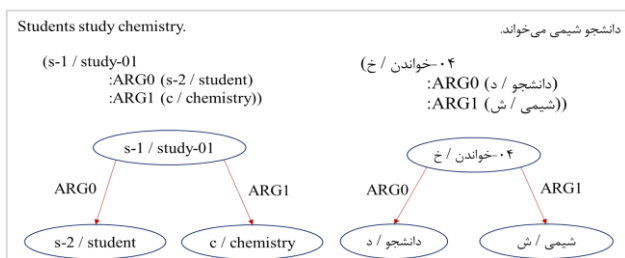 Students study chemistry.
(s-1 / study-01
:ARG0 (s-2 / student)
:ARG1 (c / chemistry))
s-1 / study-01
ARG0
ARG1
s-2 / student
c / chemistry
دانشجو شیمی می‌خواند.
(خ / خواندن-۰۴
:ARG0 (د / دانشجو)
:ARG1 (ش / شیمی))
خ / خواندن-۰۴
ARG0
ARG1
د / دانشجو
ش / شیمی